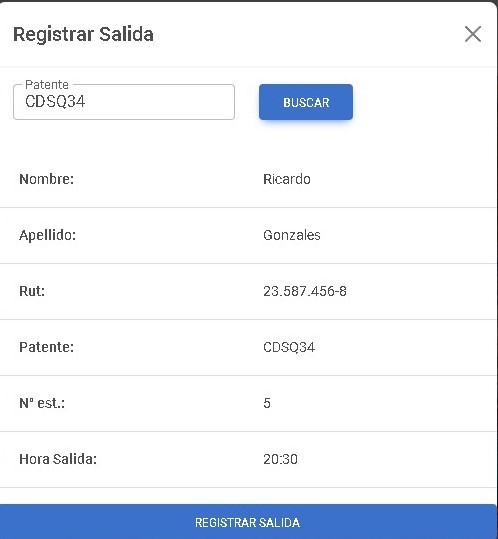 Registrar Salida
Patente
CDSQ34
BUSCAR
Nombre: Ricardo
Apellido: Gonzales
Rut: 23.587.456-8
Patente: CDSQ34
N° est.: 5
Hora Salida: 20:30
REGISTRAR SALIDA